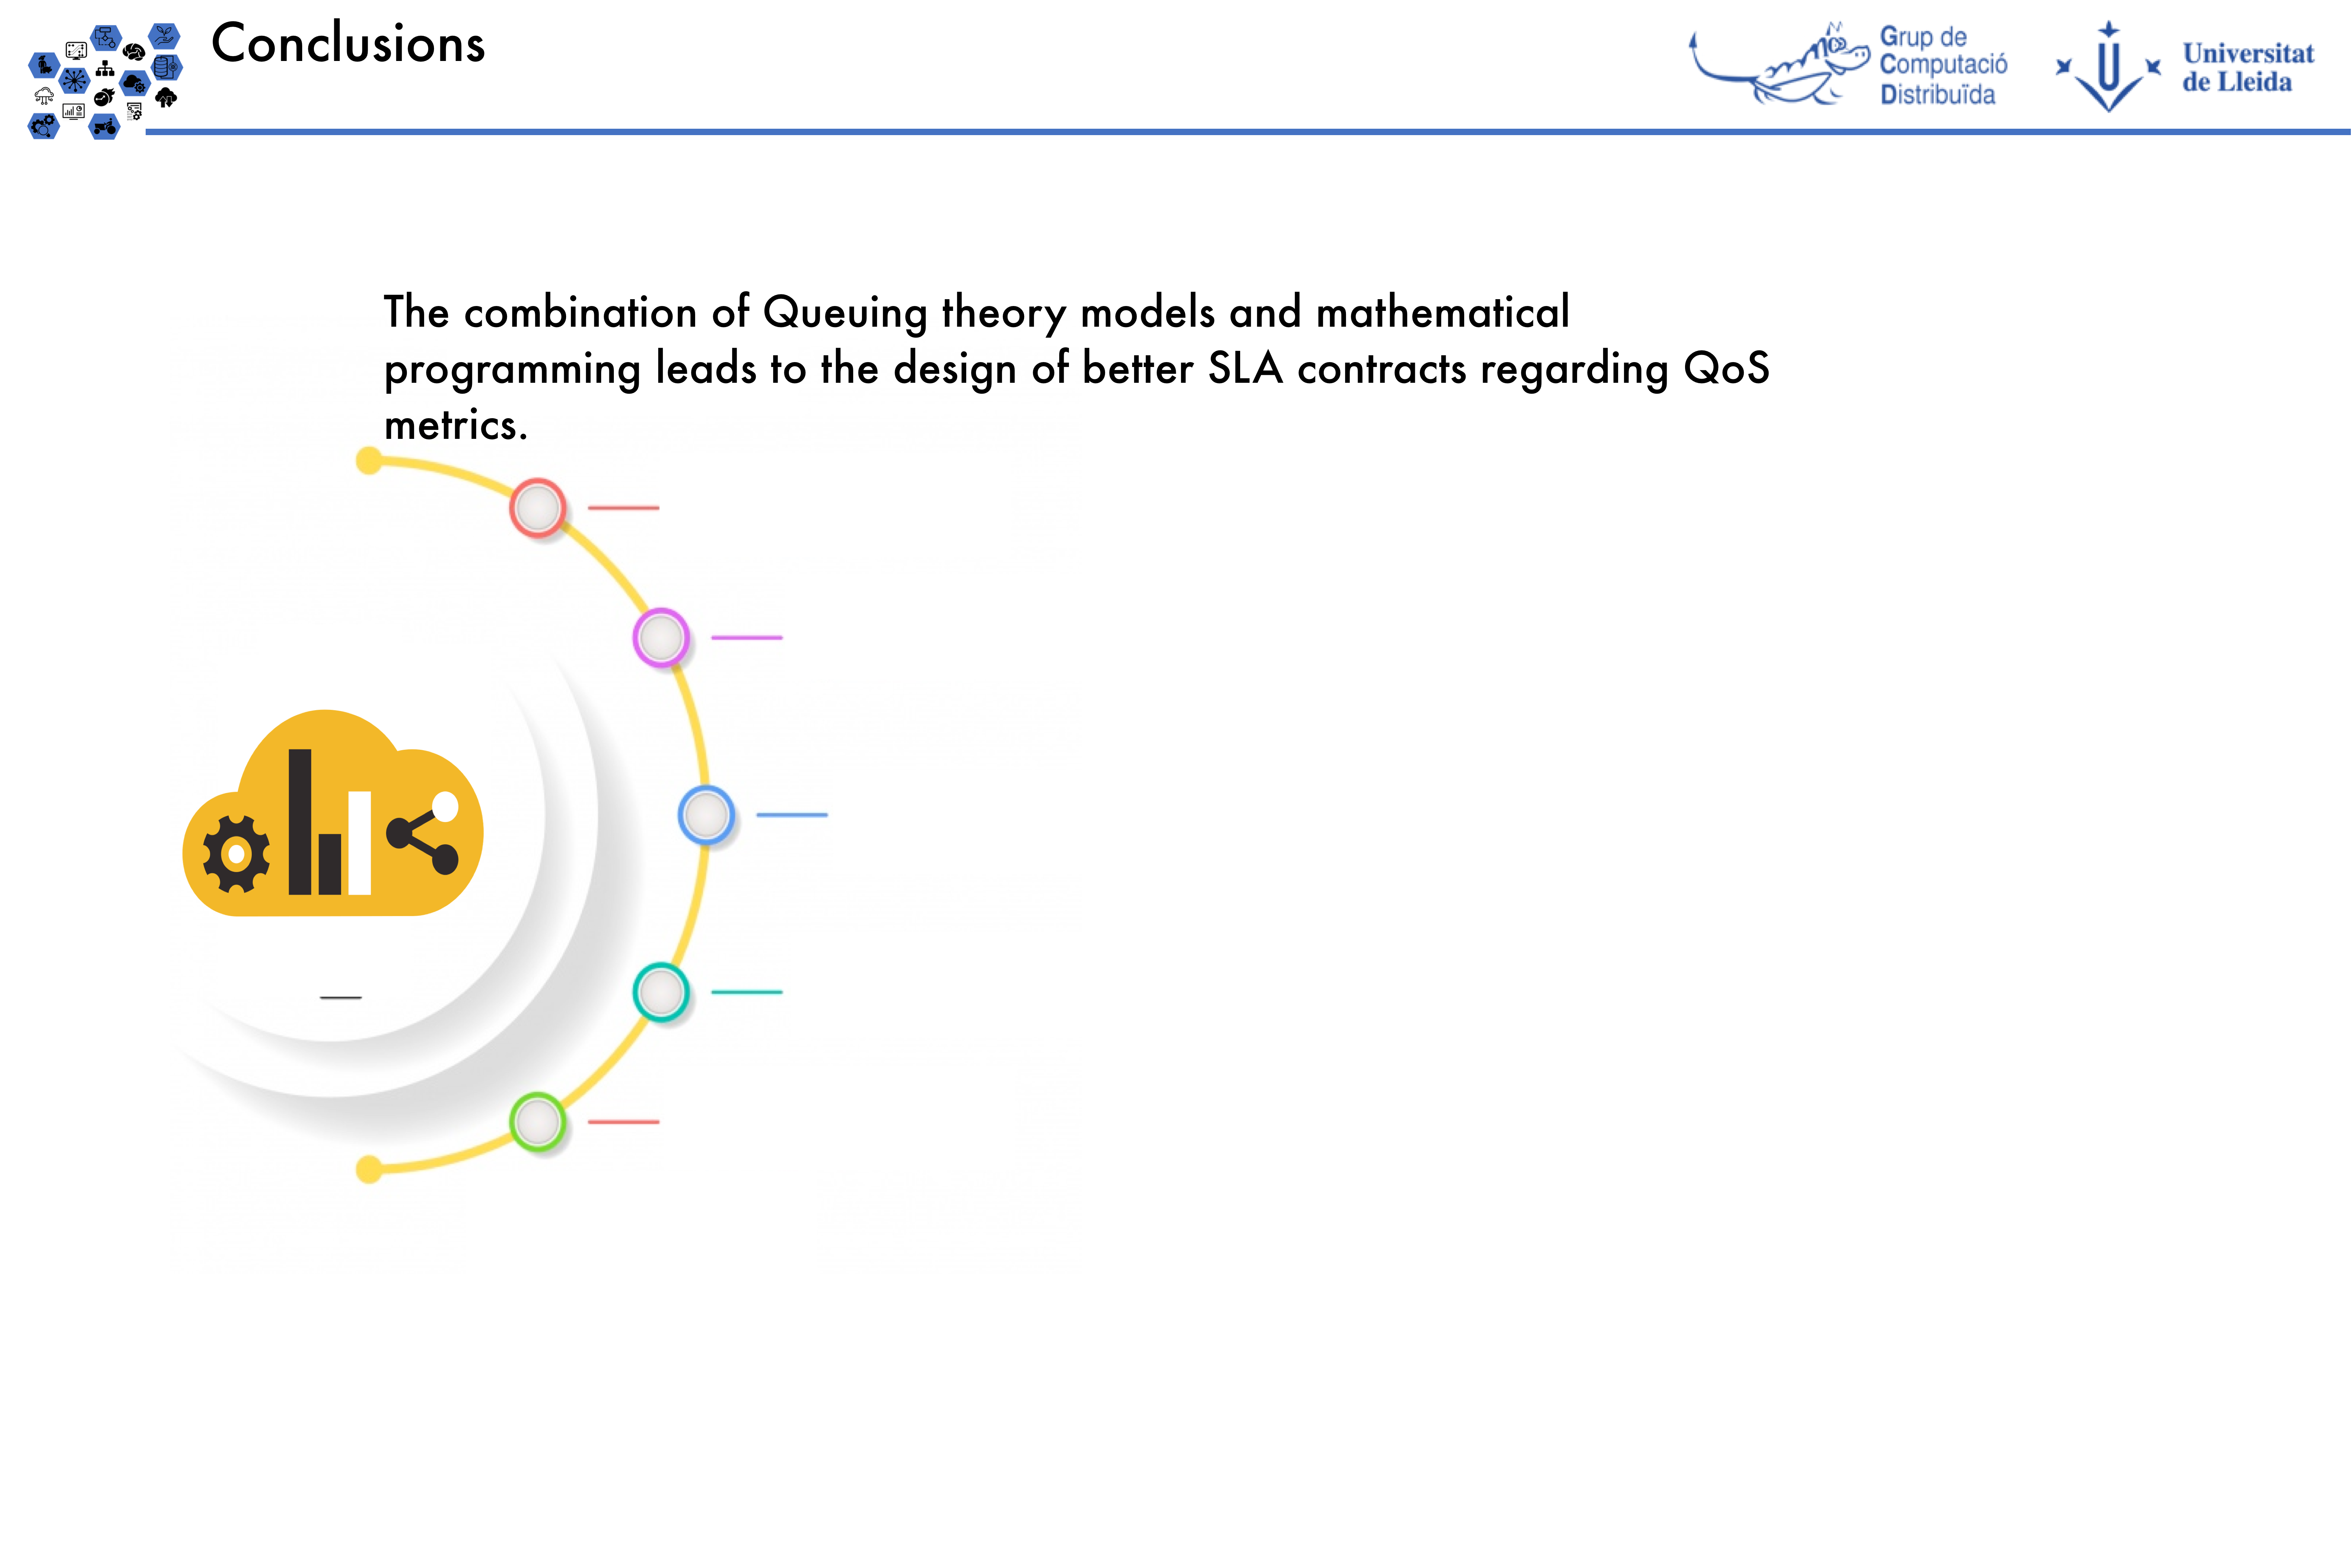 Conclusions
Grup de
Computació
Distribuïda
Universitat
de Lleida
The combination of Queuing theory models and mathematical
programming leads to the design of better SLA contracts regarding QoS
metrics.